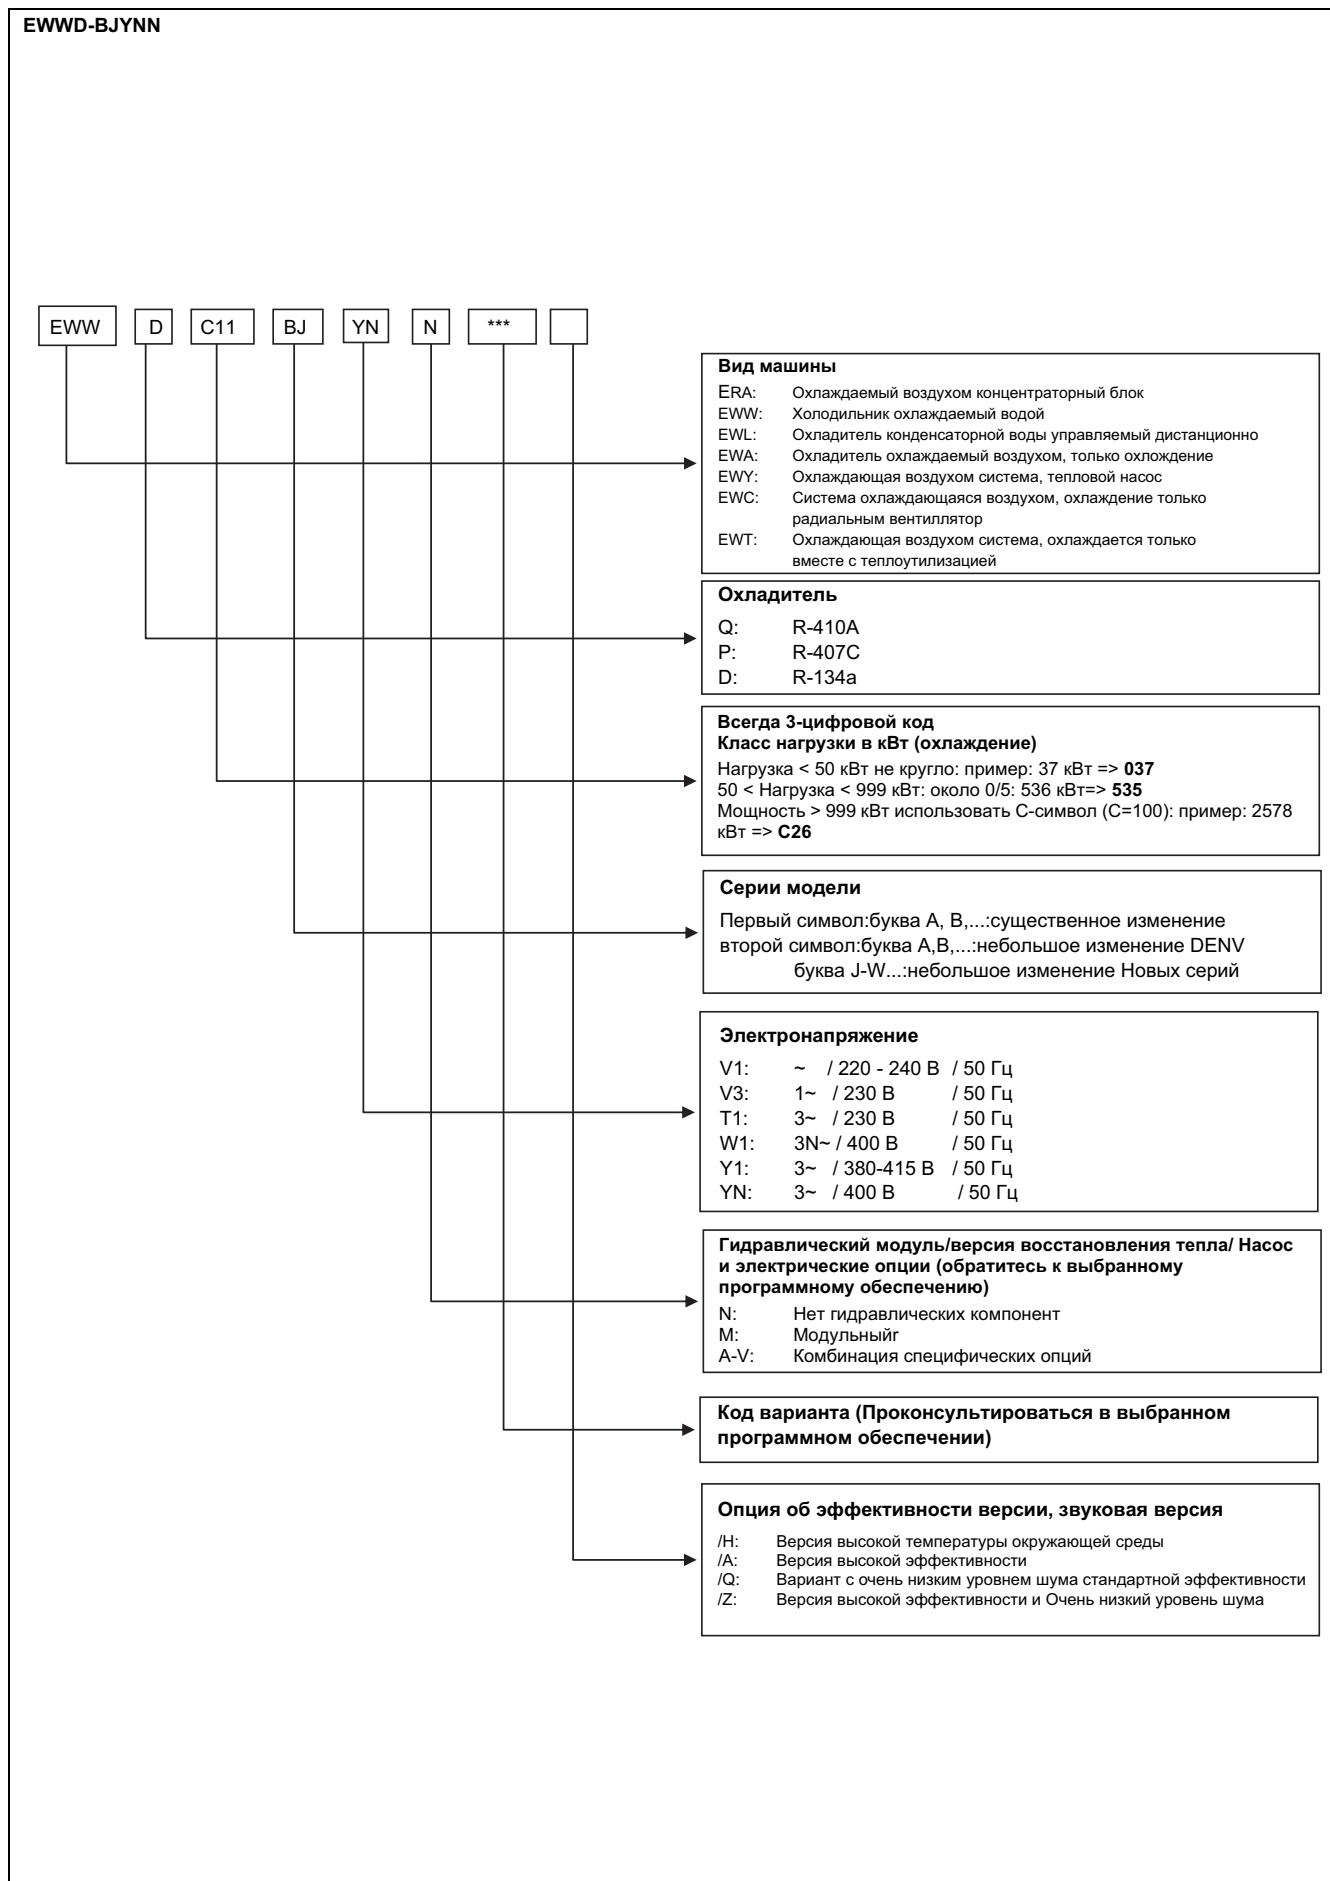 EWWD-BJYNN
EWW D C11 BJ YN N ***
Вид машины
ERA: Охлаждаемый воздухом концентраторный блок
EWW: Холодильник охлаждаемый водой
EWL: Охладитель конденсаторной воды управляемый дистанционно
EWA: Охладитель охлаждаемый воздухом, только охлождение
EWY: Охлаждающая воздухом система, тепловой насос
EWC: Система охлаждающаяся воздухом, охлаждение только
радиальным вентиллятор
EWT: Охлаждающая воздухом система, охлаждается только
вместе с теплоутилизацией
Охладитель
Q: R-410A
P: R-407C
D: R-134a
Всегда 3-цифровой код
Класс нагрузки в кВт (охлаждение)
Нагрузка < 50 кВт не кругло: пример: 37 кВт => 037
50 < Нагрузка < 999 кВт: около 0/5: 536 кВт=> 535
Мощность > 999 кВт использовать С-символ (С=100): пример: 2578
кВт => C26
Серии модели
Первый символ:буква A, B,...:существенное изменение
второй символ:буква A,B,...:небольшое изменение DENV
буква J-W...:небольшое изменение Новых серий
Электронапряжение
V1: ~ / 220 - 240 В / 50 Гц
V3: 1~ / 230 В / 50 Гц
T1: 3~ / 230 В / 50 Гц
W1: 3N~ / 400 В / 50 Гц
Y1: 3~ / 380-415 В / 50 Гц
YN: 3~ / 400 В / 50 Гц
Гидравлический модуль/версия восстановления тепла/ Насос
и электрические опции (обратитесь к выбранному
программному обеспечению)
N: Нет гидравлических компонент
M: Модульныйr
A-V: Комбинация специфических опций
Код варианта (Проконсультироваться в выбранном
программном обеспечении)
Опция об эффективности версии, звуковая версия
/H: Версия высокой температуры окружающей среды
/A: Версия высокой эффективности
/Q: Вариант с очень низким уровнем шума стандартной эффективности
/Z: Версия высокой эффективности и Очень низкий уровень шума